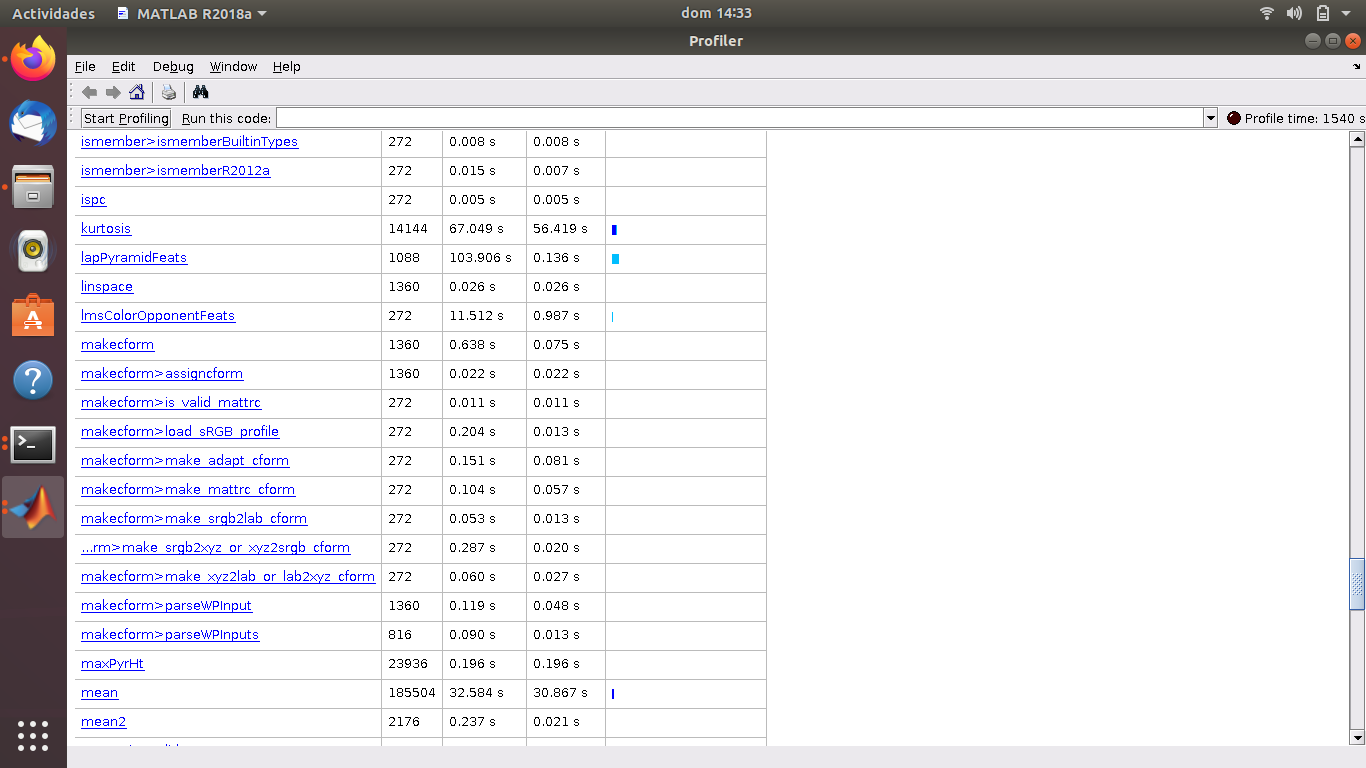 Actividades MATLAB R2018a dom 14:33
Profiler
File Edit Debug Window Help
Start Profiling Run this code: Profile time: 1540 s
ismember>ismemberBuiltinTypes 272 0.008 s 0.008 s
ismember>ismemberR2012a 272 0.015 s 0.007 s
ispc 272 0.005 s 0.005 s
kurtosis 14144 67.049 s 56.419 s
lapPyramidFeats 1088 103.906 s 0.136 s
linspace 1360 0.026 s 0.026 s
lmsColorOpponentFeats 272 11.512 s 0.987 s
makecform 1360 0.638 s 0.075 s
makecform>assigncform 1360 0.022 s 0.022 s
makecform>is_valid_mattrc 272 0.011 s 0.011 s
makecform>load_sRGB_profile 272 0.204 s 0.013 s
makecform>make_adapt_cform 272 0.151 s 0.081 s
makecform>make_mattrc_cform 272 0.104 s 0.057 s
makecform>make_srgb2lab_cform 272 0.053 s 0.013 s
...rm>make_srgb2xyz_or_xyz2srgb_cform 272 0.287 s 0.020 s
makecform>make_xyz2lab_or_lab2xyz_cform 272 0.060 s 0.027 s
makecform>parseWPInput 1360 0.119 s 0.048 s
makecform>parseWPInputs 816 0.090 s 0.013 s
maxPyrHt 23936 0.196 s 0.196 s
mean 185504 32.584 s 30.867 s
mean2 2176 0.237 s 0.021 s